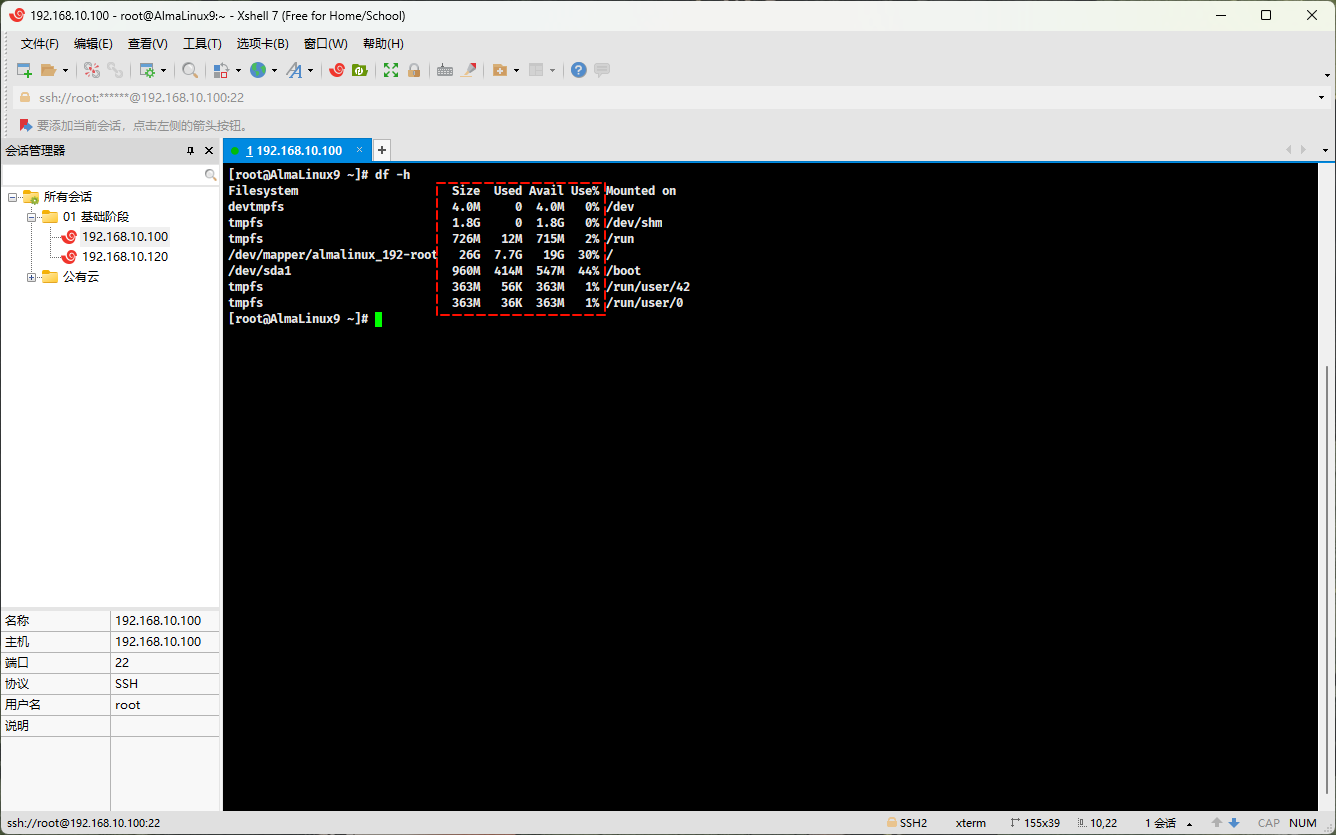 192.168.10.100 - root@AlmaLinux9:~ - Xshell 7 (Free for Home/School)
文件(F) 编辑(E) 查看(V) 工具(T) 选项卡(B) 窗口(W) 帮助(H)
ssh://root:******@192.168.10.100:22
要添加当前会话，点击左侧的箭头按钮。
会话管理器
所有会话
01 基础阶段
192.168.10.100
192.168.10.120
公有云
名称 192.168.10.100
主机 192.168.10.100
端口 22
协议 SSH
用户名 root
说明
1 192.168.10.100
[root@AlmaLinux9 ~]# df -h
Filesystem Size Used Avail Use% Mounted on
devtmpfs 4.0M 0 4.0M 0% /dev
tmpfs 1.8G 0 1.8G 0% /dev/shm
tmpfs 726M 12M 715M 2% /run
/dev/mapper/almalinux_192-root 26G 7.7G 19G 30% /
/dev/sda1 960M 414M 547M 44% /boot
tmpfs 363M 56K 363M 1% /run/user/42
tmpfs 363M 36K 363M 1% /run/user/0
[root@AlmaLinux9 ~]#
ssh://root@192.168.10.100:22 SSH2 xterm 155x39 10,22 1 会话 CAP NUM